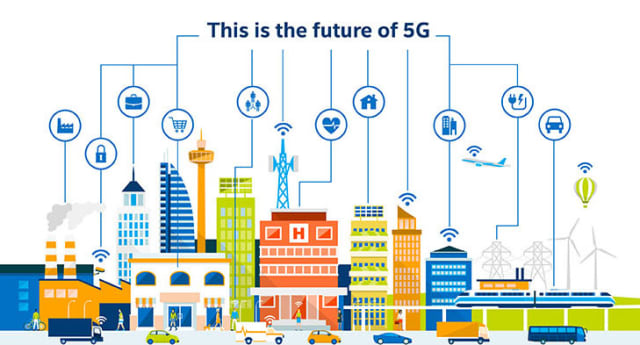 This is the future of 5G
H